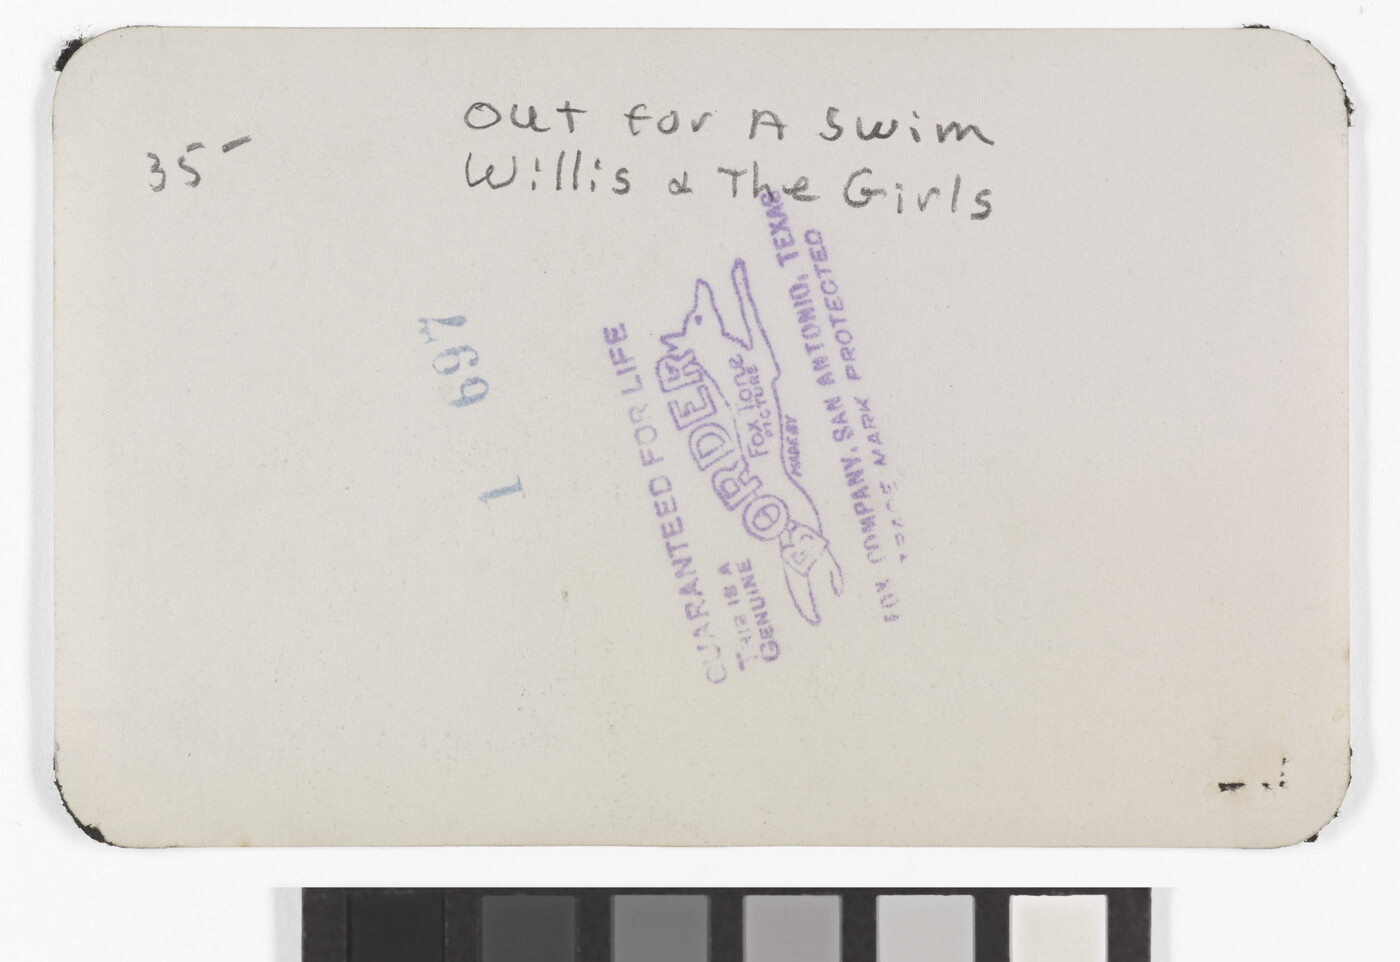 Out for A Swim
Willis & The Girls
35-
697
1
GUARANTEED FOR LIFE
THIS IS A
GENUINE
BORDER
Fox Tone
PICTURE
MADE BY
FOX COMPANY, SAN ANTONIO, TEXAS
TRADE MARK PROTECTED